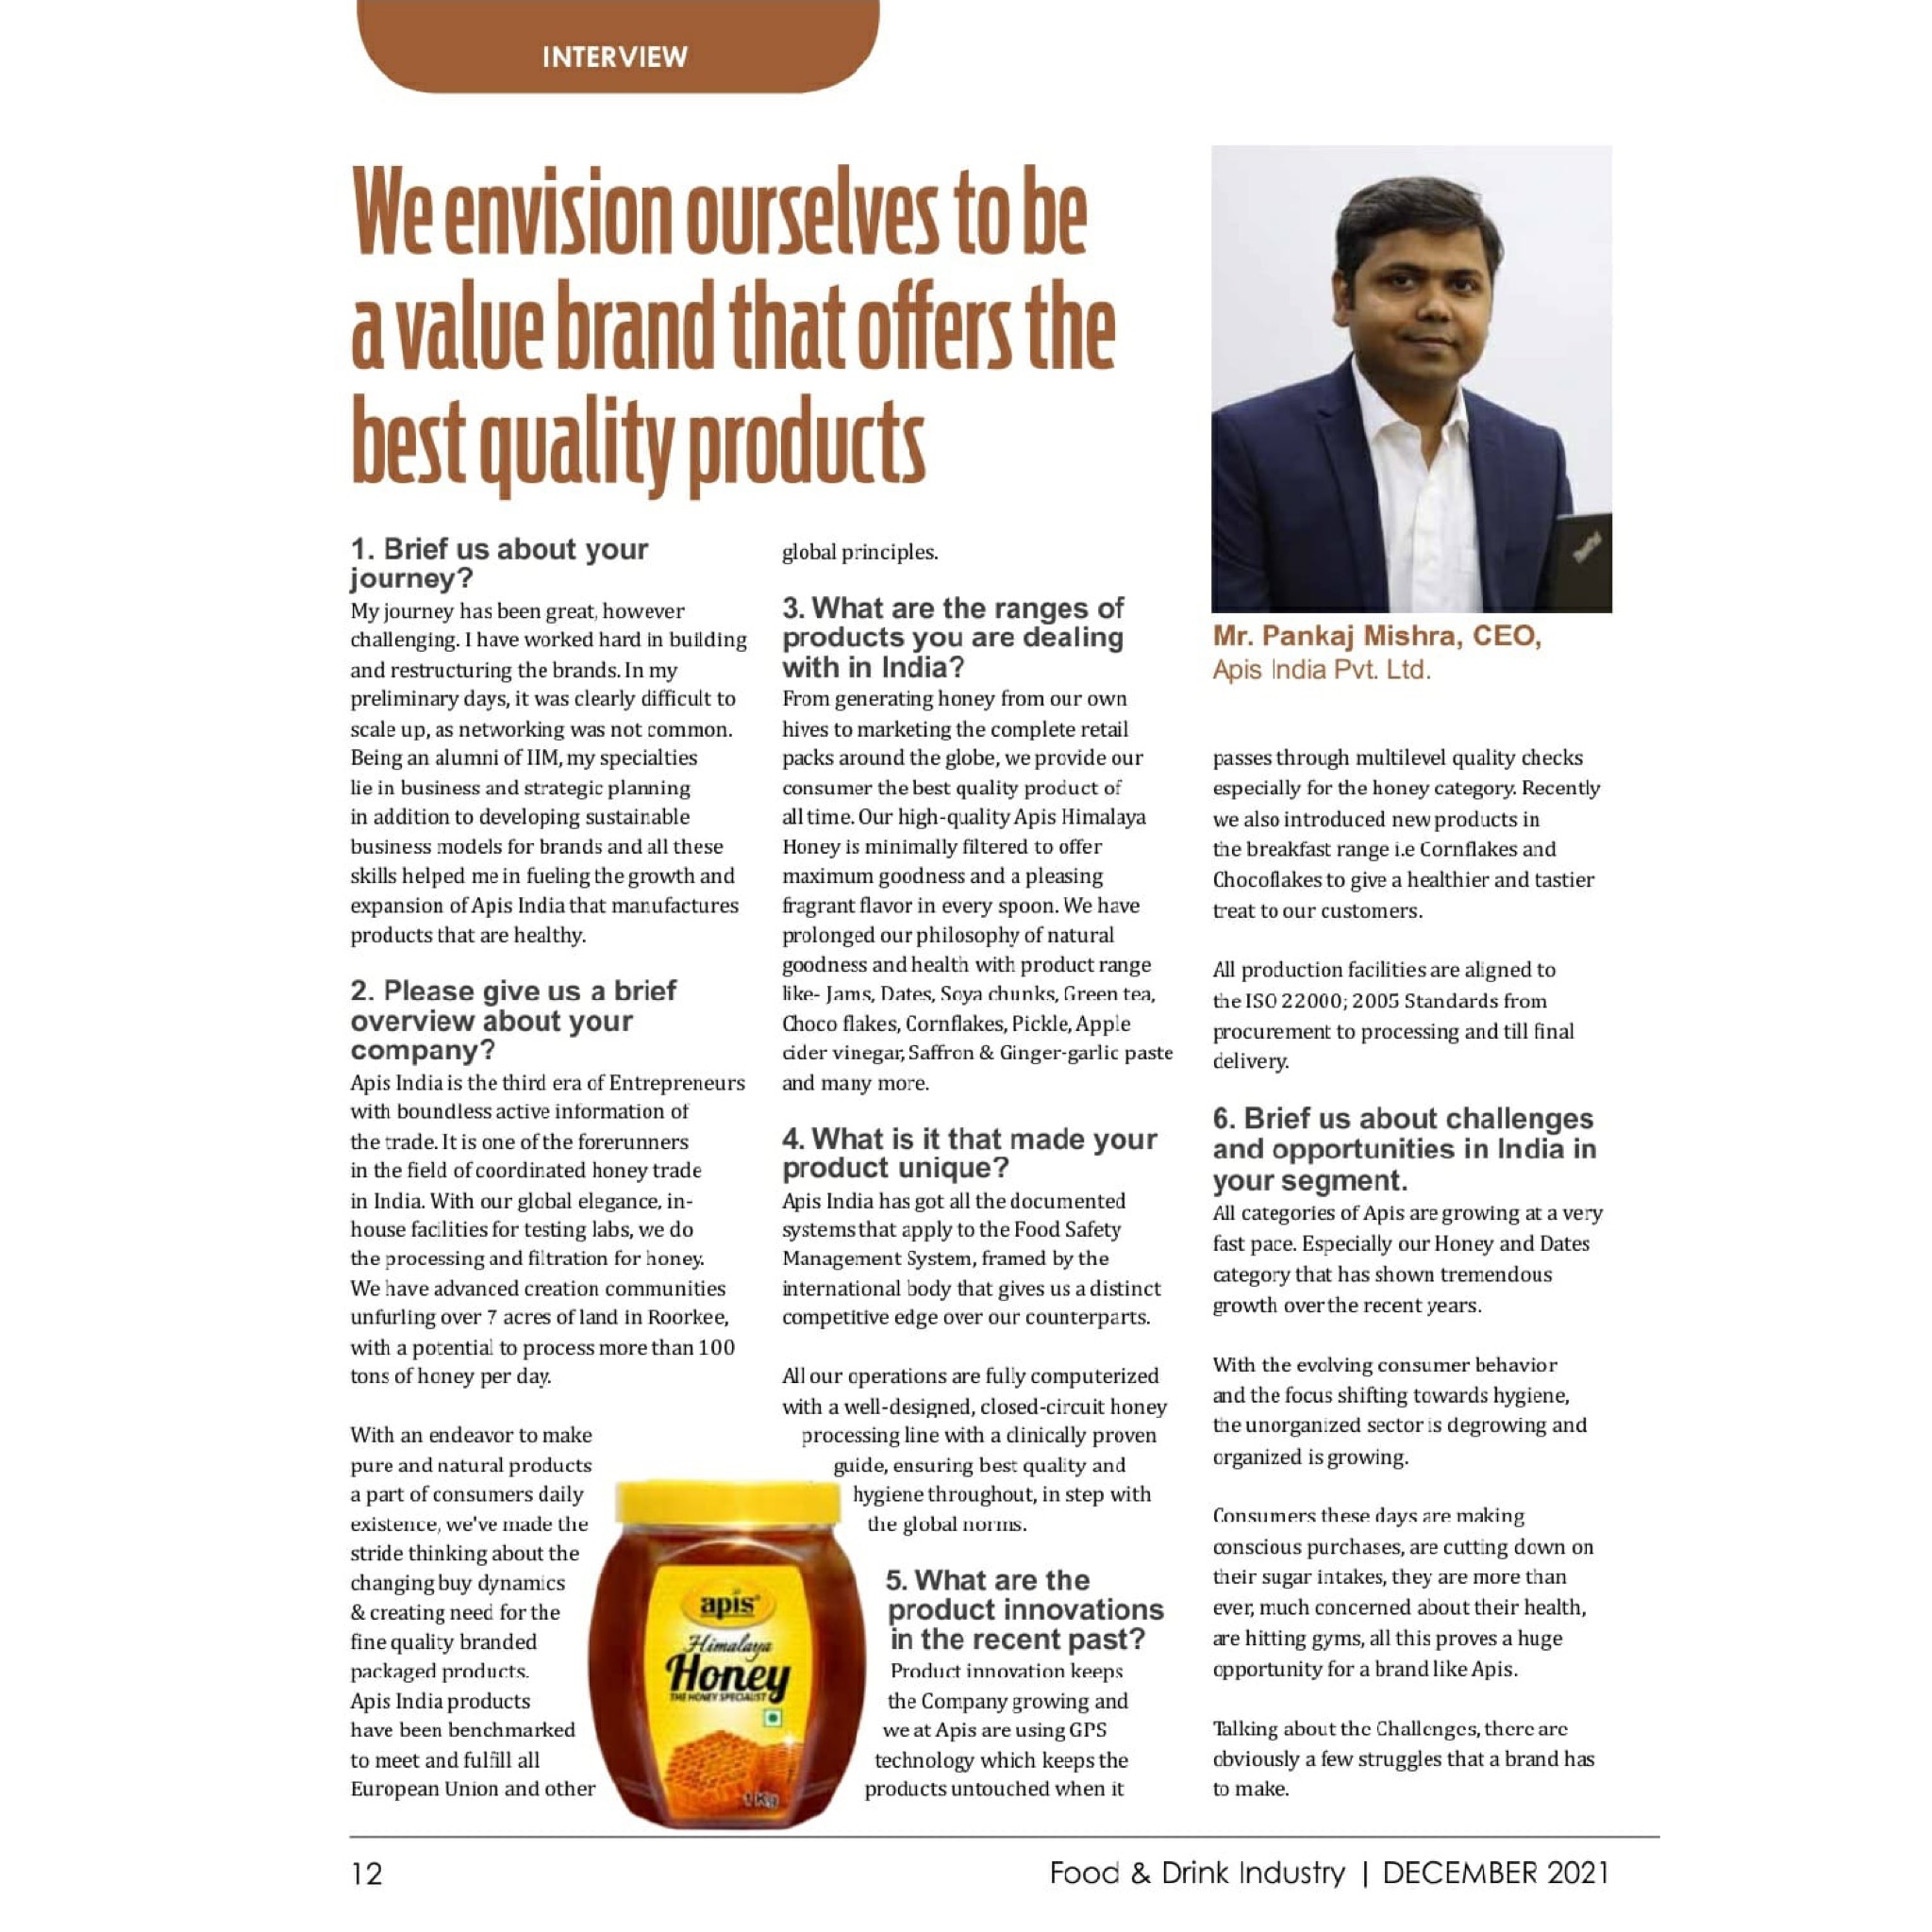 INTERVIEW
We envision ourselves to be
a value brand that offers the
best quality products
1. Brief us about your
journey?
My journey has been great, however
challenging. I have worked hard in building
and restructuring the brands. In my
preliminary days, it was clearly difficult to
scale up, as networking was not common.
Being an alumni of IIM, my specialties
lie in business and strategic planning
in addition to developing sustainable
business models for brands and all these
skills helped me in fueling the growth and
expansion of Apis India that manufactures
products that are healthy.
2. Please give us a brief
overview about your
company?
Apis India is the third era of Entrepreneurs
with boundless active information of
the trade. It is one of the forerunners
in the field of coordinated honey trade
in India. With our global elegance, in-
house facilities for testing labs, we do
the processing and filtration for honey.
We have advanced creation communities
unfurling over 7 acres of land in Roorkee,
with a potential to process more than 100
tons of honey per day.
With an endeavor to make
pure and natural products
a part of consumers daily
existence, we've made the
stride thinking about the
changing buy dynamics
& creating need for the
fine quality branded
packaged products.
Apis India products
have been benchmarked
to meet and fulfill all
European Union and other
global principles.
3. What are the ranges of
products you are dealing
with in India?
From generating honey from our own
hives to marketing the complete retail
packs around the globe, we provide our
consumer the best quality product of
all time. Our high-quality Apis Himalaya
Honey is minimally filtered to offer
maximum goodness and a pleasing
fragrant flavor in every spoon. We have
prolonged our philosophy of natural
goodness and health with product range
like- Jams, Dates, Soya chunks, Green tea,
Choco flakes, Cornflakes, Pickle, Apple
cider vinegar, Saffron & Ginger-garlic paste
and many more.
4. What is it that made your
product unique?
Apis India has got all the documented
systems that apply to the Food Safety
Management System, framed by the
international body that gives us a distinct
competitive edge over our counterparts.
All our operations are fully computerized
with a well-designed, closed-circuit honey
processing line with a clinically proven
guide, ensuring best quality and
hygiene throughout, in step with
the global norms.
5. What are the
product innovations
in the recent past?
Product innovation keeps
the Company growing and
we at Apis are using GPS
technology which keeps the
products untouched when it
apis
Himalaya
Honey
THE HONEY SPECIALIST
1 Kg
ThinkPad
Mr. Pankaj Mishra, CEO,
Apis India Pvt. Ltd.
passes through multilevel quality checks
especially for the honey category. Recently
we also introduced new products in
the breakfast range i.e Cornflakes and
Chocoflakes to give a healthier and tastier
treat to our customers.
All production facilities are aligned to
the ISO 22000; 2005 Standards from
procurement to processing and till final
delivery.
6. Brief us about challenges
and opportunities in India in
your segment.
All categories of Apis are growing at a very
fast pace. Especially our Honey and Dates
category that has shown tremendous
growth over the recent years.
With the evolving consumer behavior
and the focus shifting towards hygiene,
the unorganized sector is degrowing and
organized is growing.
Consumers these days are making
conscious purchases, are cutting down on
their sugar intakes, they are more than
ever, much concerned about their health,
are hitting gyms, all this proves a huge
opportunity for a brand like Apis.
Talking about the Challenges, there are
obviously a few struggles that a brand has
to make.
12
Food & Drink Industry | DECEMBER 2021